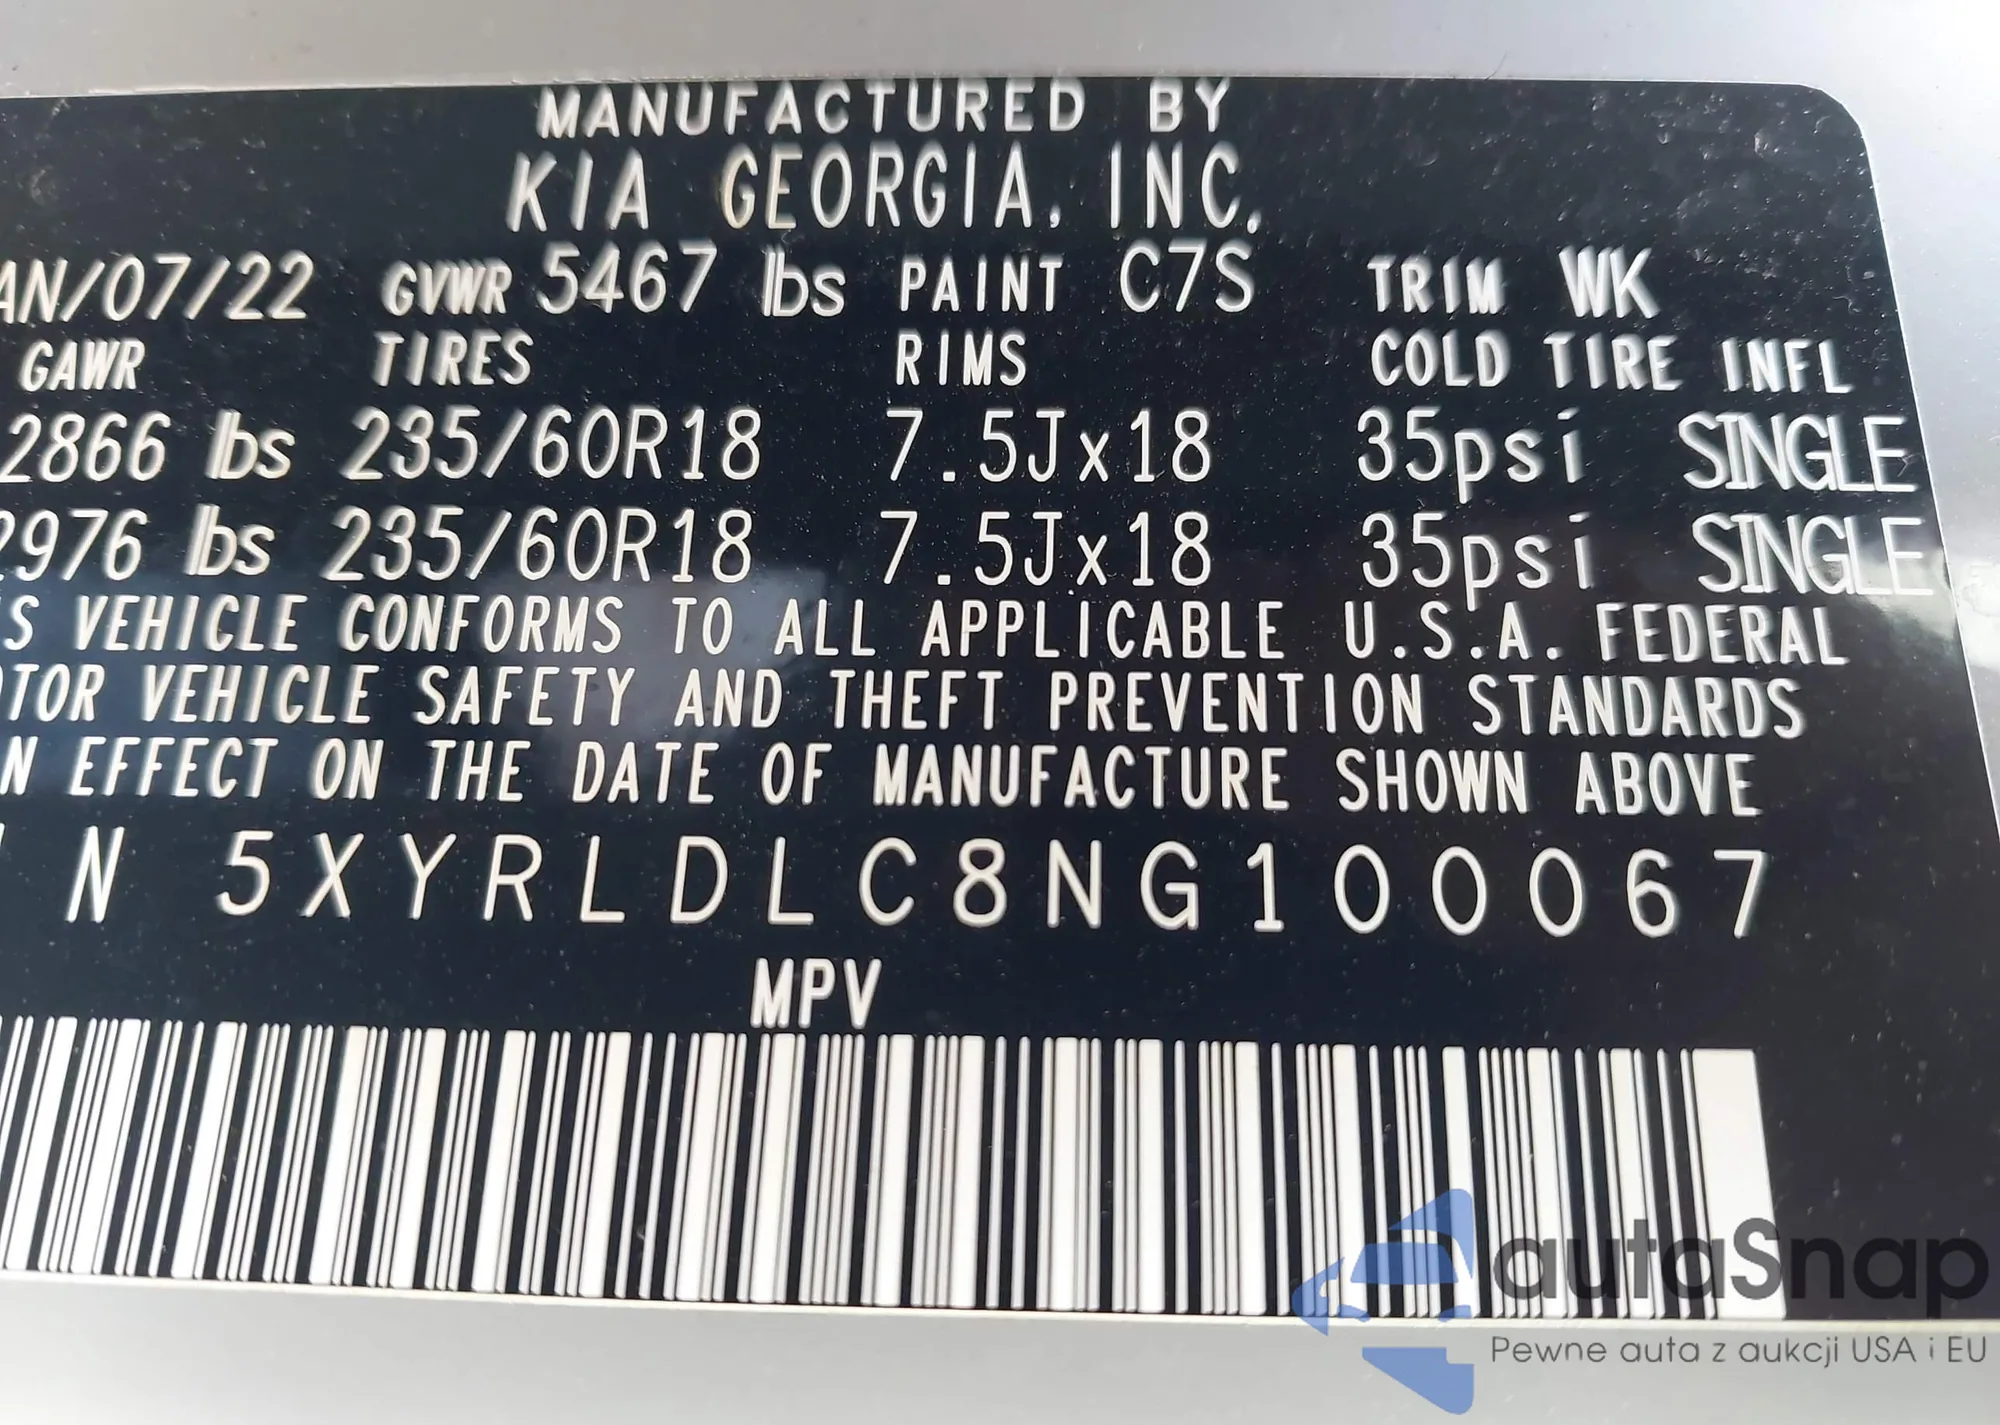 MANUFACTURED BY
KIA GEORGIA, INC.
AN/07/22 GVWR 5467 lbs PAINT C7S TRIM WK
GAWR TIRES RIMS COLD TIRE INFL
2866 lbs 235/60R18 7.5Jx18 35psi SINGLE
2976 lbs 235/60R18 7.5Jx18 35psi SINGLE
S VEHICLE CONFORMS TO ALL APPLICABLE U.S.A. FEDERAL
TOR VEHICLE SAFETY AND THEFT PREVENTION STANDARDS
N EFFECT ON THE DATE OF MANUFACTURE SHOWN ABOVE
N 5XYRLDLC8NG100067
MPV
autaSnap
Pewne auta z aukcji USA i EU